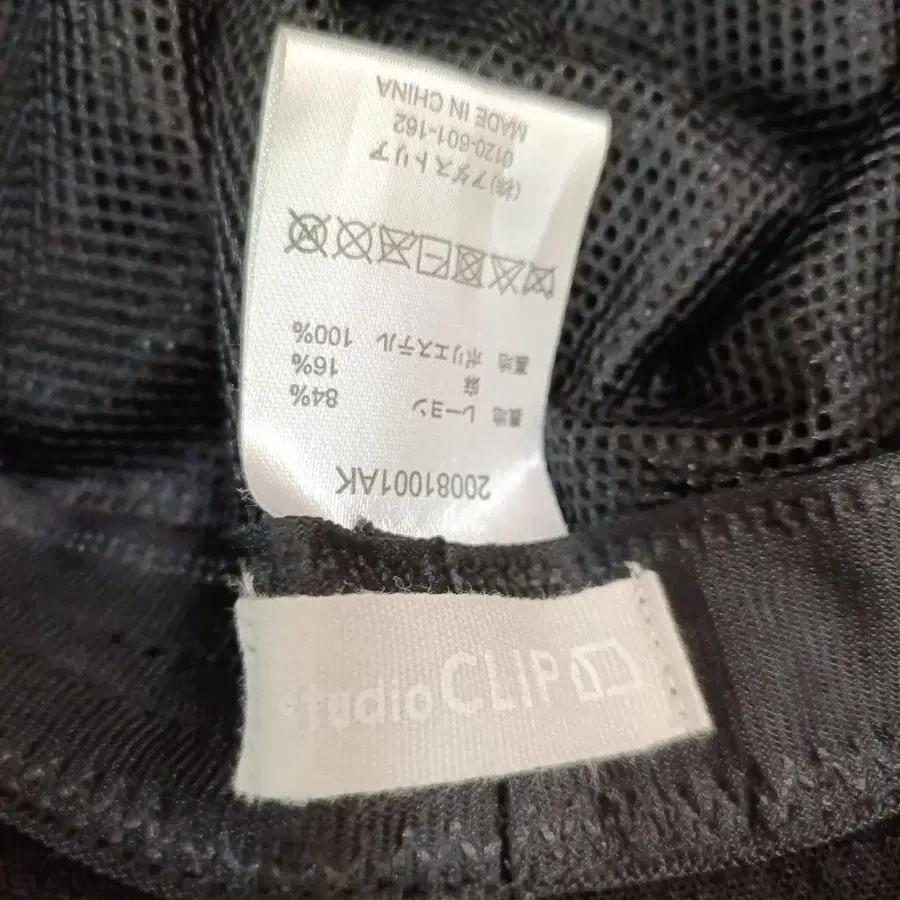 20081001AK
表地 レーヨン 84%
麻 16%
裏地 ポリエステル 100%
(株)アダストリア
0120-601-162
MADE IN CHINA
studio CLIP